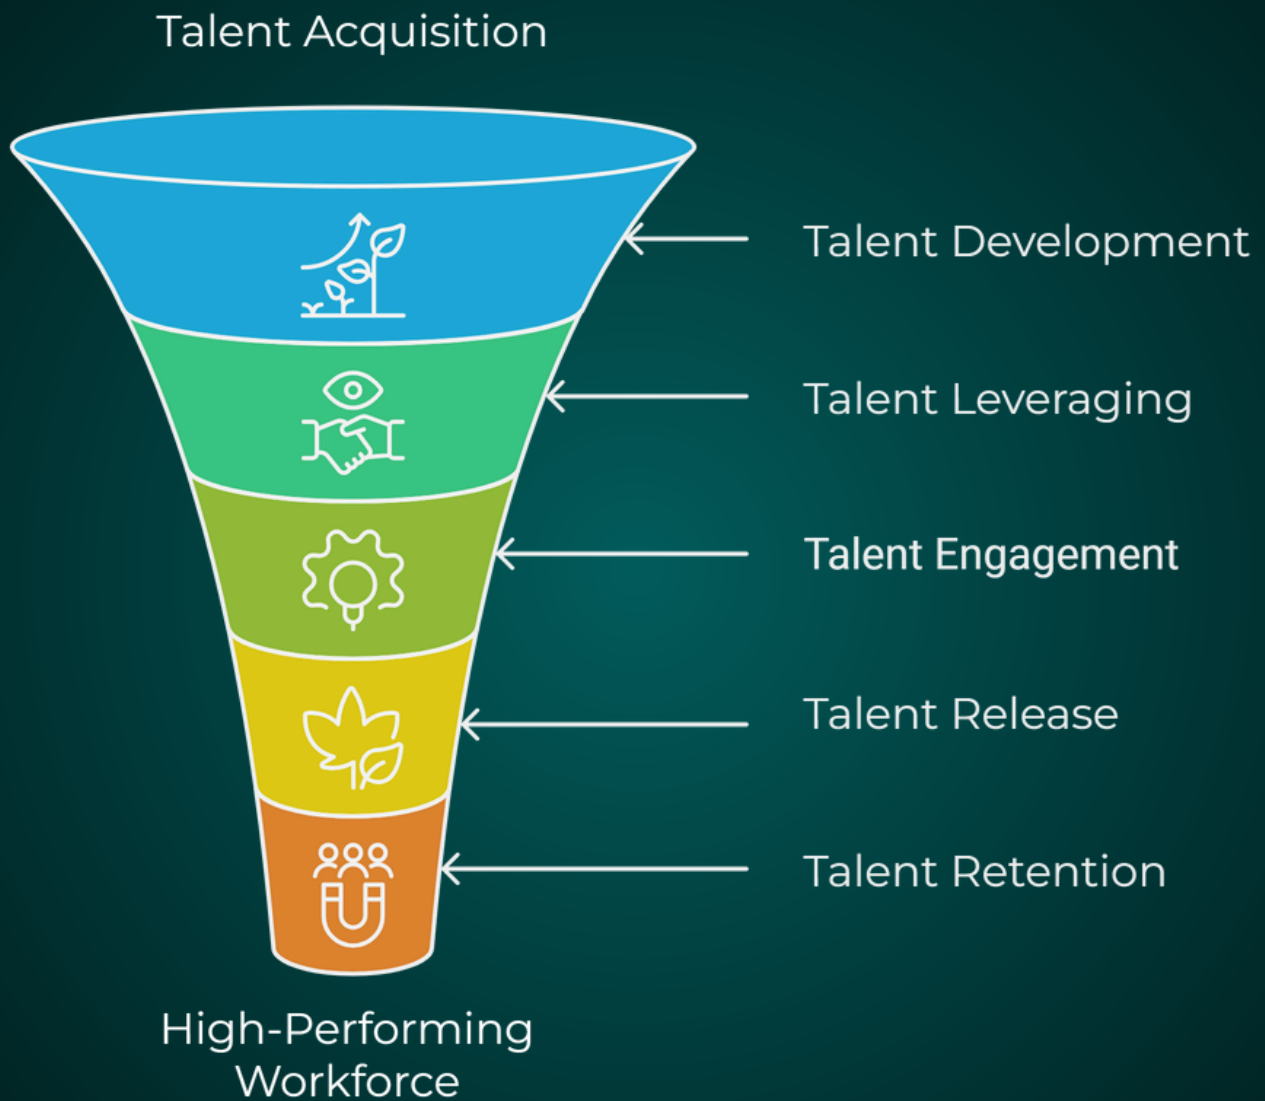 Talent Acquisition
Talent Development
Talent Leveraging
Talent Engagement
Talent Release
Talent Retention
High-Performing
Workforce